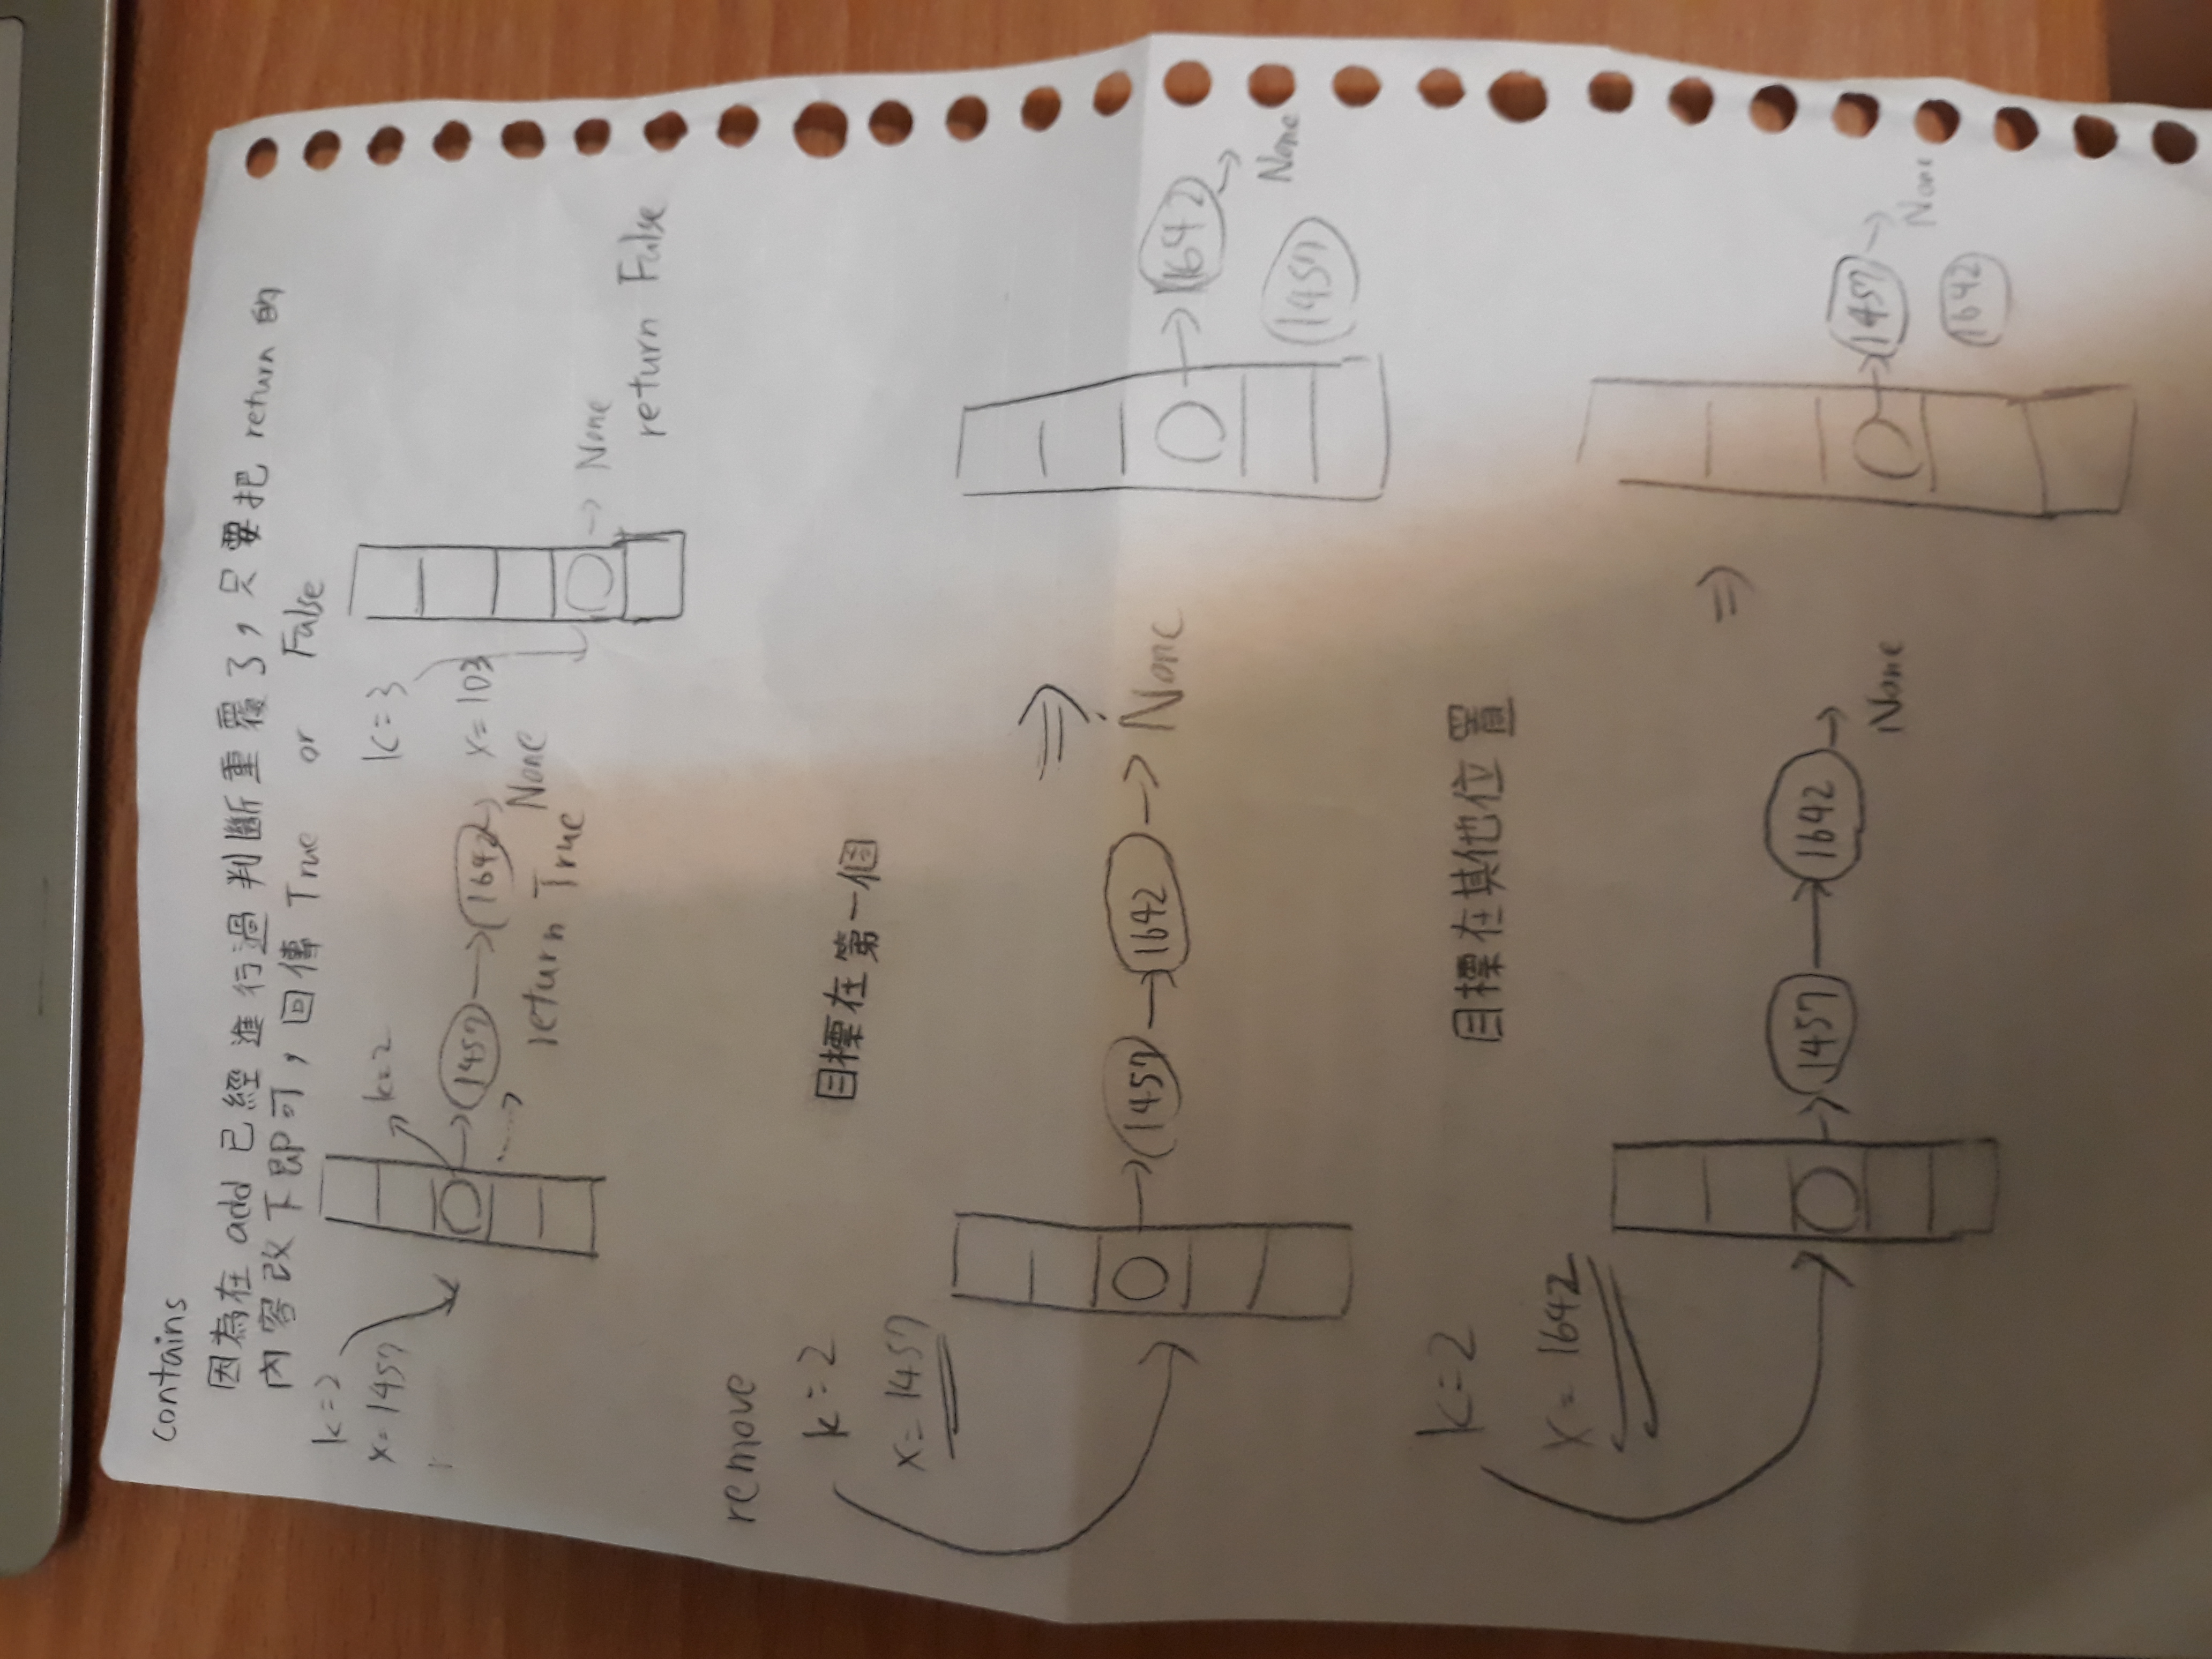 contains
因為在 add 已經進行過判斷重覆了,只要把 return 的
內容改下即可,回傳 True or False
k=2
x=1457
k=2
1457
1642
None
return True
k=3
x=103
None
return False
remove
k=2
目標在第一個
x=1457
1457
1642
None
1642
None
1457
k=2
目標在其他位置
x=1642
1457
1642
None
1457
None
1642